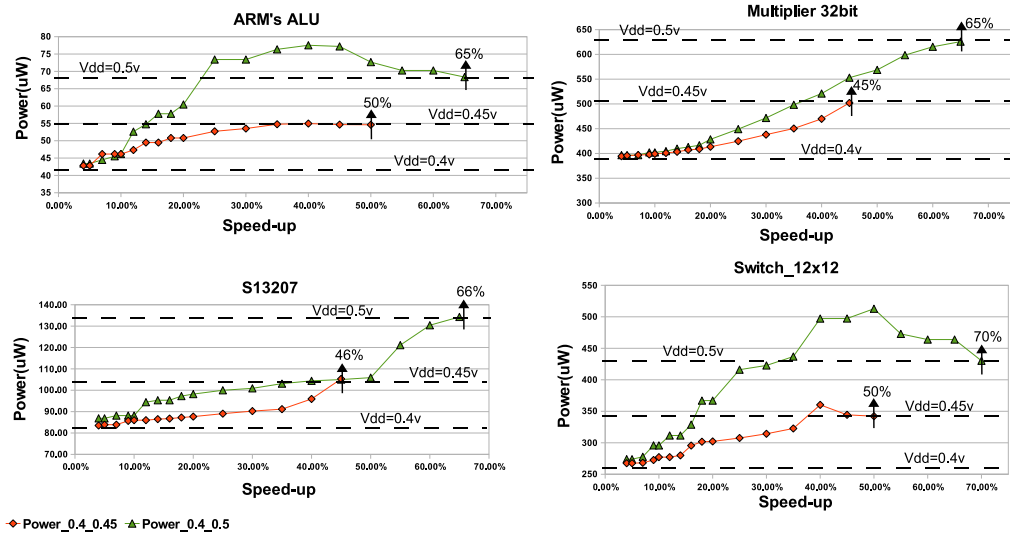 ARM's ALU
Power(uW)
80
75
70
65
60
55
50
45
40
35
Vdd=0.5v
65%
Vdd=0.45v
50%
Vdd=0.4v
0.00% 10.00% 20.00% 30.00% 40.00% 50.00% 60.00% 70.00%
Speed-up
Multiplier 32bit
Power(uW)
650
600
550
500
450
400
350
300
Vdd=0.5v
65%
Vdd=0.45v
45%
Vdd=0.4v
0.00% 10.00% 20.00% 30.00% 40.00% 50.00% 60.00% 70.00%
Speed-up
S13207
Power(uW)
140.00
130.00
120.00
110.00
100.00
90.00
80.00
70.00
66%
Vdd=0.5v
46%
Vdd=0.45v
Vdd=0.4v
0.00% 10.00% 20.00% 30.00% 40.00% 50.00% 60.00% 70.00%
Speed-up
Switch_12x12
Power(uW)
550
500
450
400
350
300
250
Vdd=0.5v
70%
50%
Vdd=0.45v
Vdd=0.4v
0.00% 10.00% 20.00% 30.00% 40.00% 50.00% 60.00% 70.00%
Speed-up
Power_0.4_0.45 Power_0.4_0.5